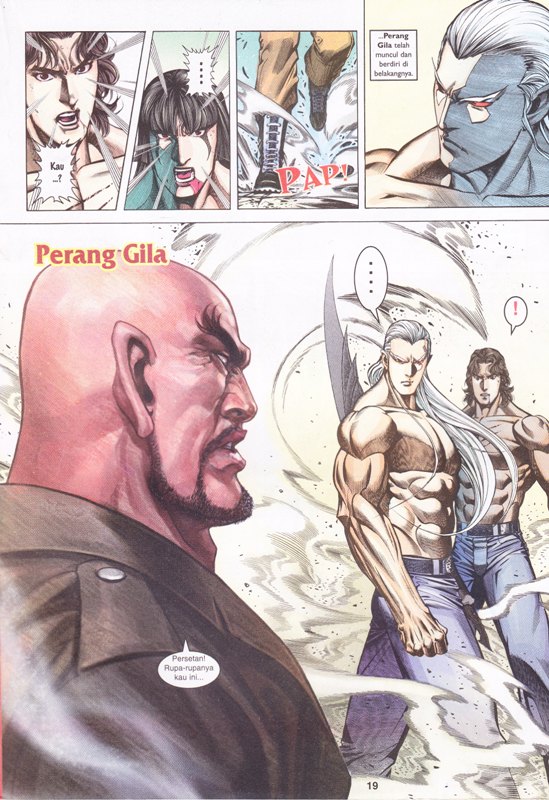 Kau
...?
....
PAP!
...Perang
Gila telah
muncul dan
berdiri di
belakangnya.
Perang Gila
....
!
Persetan!
Rupa-rupanya
kau ini...
19